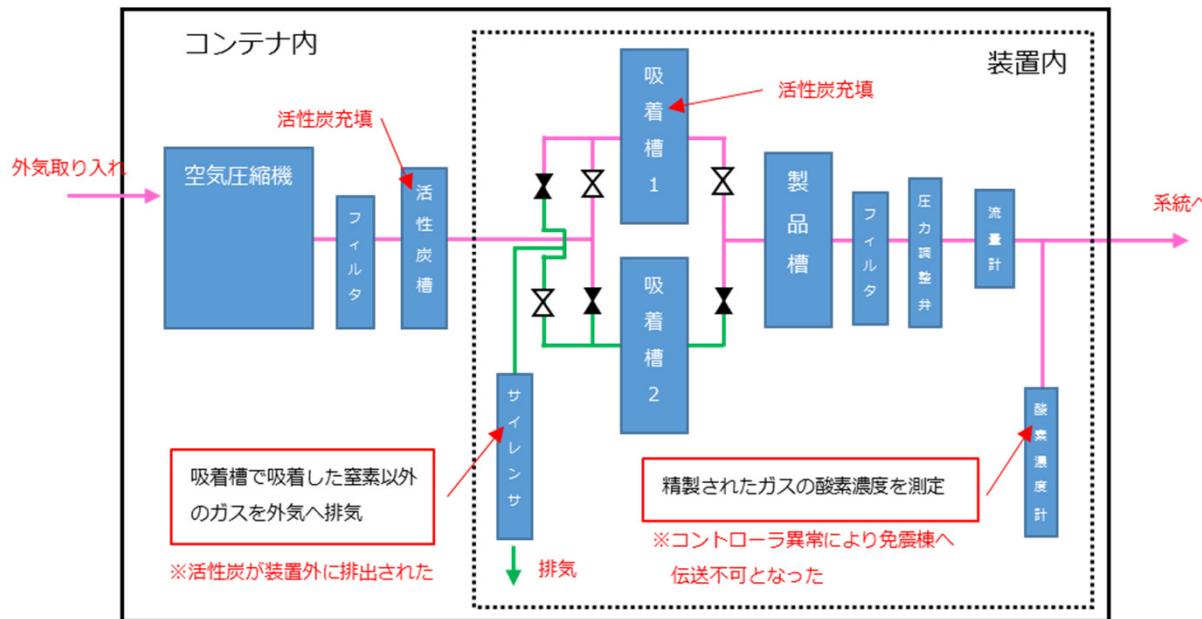 コンテナ内
装置内
外気取り入れ
空気圧縮機
フィルタ
活性炭充填
活性炭槽
吸着槽1
活性炭充填
吸着槽2
製品槽
フィルタ
圧力調整弁
流量計
系統へ
サイレンサ
酸素濃度計
吸着槽で吸着した窒素以外
のガスを外気へ排気
※活性炭が装置外に排出された
排気
精製されたガスの酸素濃度を測定
※コントローラ異常により免震棟へ
伝送不可となった